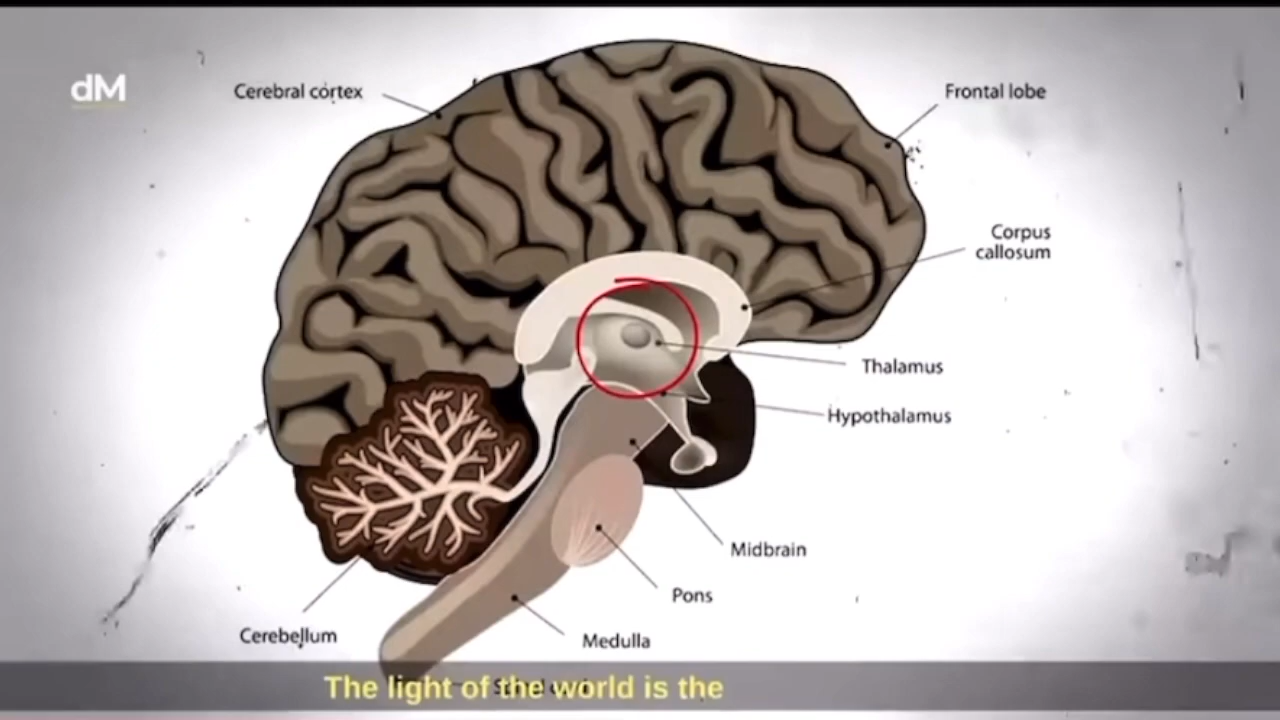 dM
Cerebral cortex
Frontal lobe
Corpus
callosum
Thalamus
Hypothalamus
Midbrain
Pons
Medulla
Cerebellum
The light of the world is the